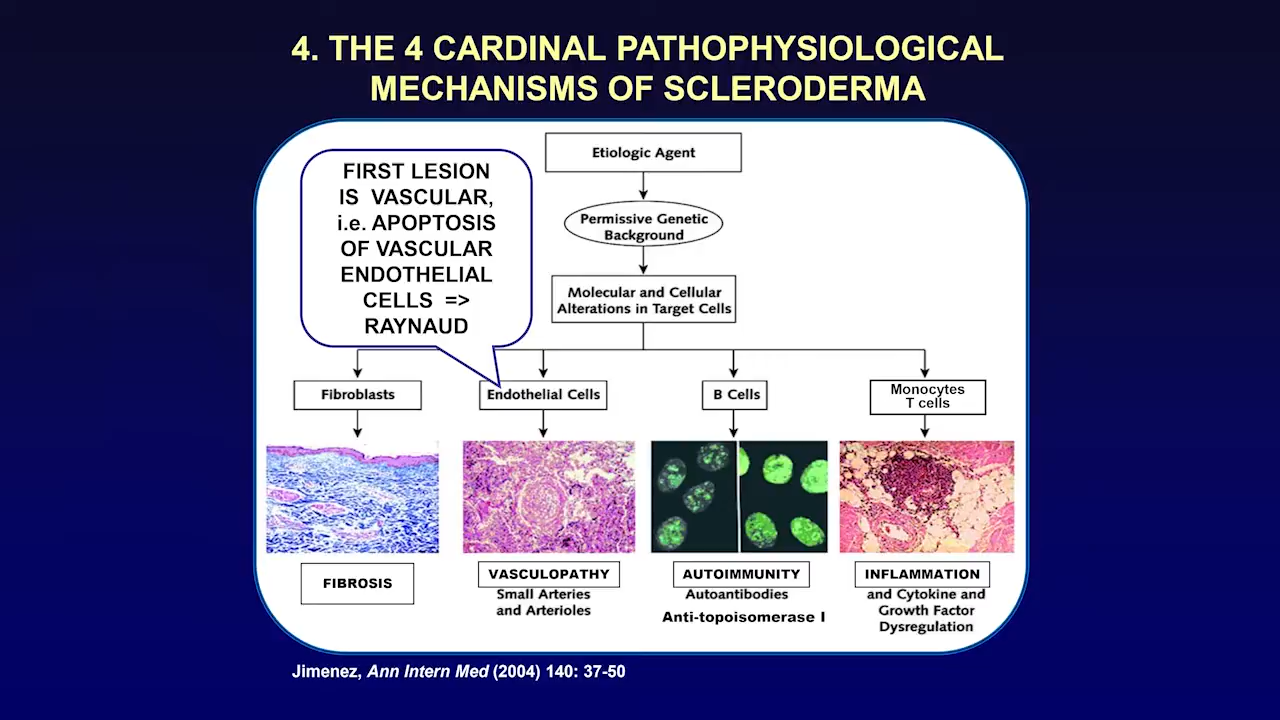 4. THE 4 CARDINAL PATHOPHYSIOLOGICAL
MECHANISMS OF SCLERODERMA
FIRST LESION
IS VASCULAR,
i.e. APOPTOSIS
OF VASCULAR
ENDOTHELIAL
CELLS =>
RAYNAUD
Etiologic Agent
Permissive Genetic
Background
Molecular and Cellular
Alterations in Target Cells
Fibroblasts
Endothelial Cells
B Cells
Monocytes
T cells
FIBROSIS
VASCULOPATHY
Small Arteries
and Arterioles
AUTOIMMUNITY
Autoantibodies
Anti-topoisomerase I
INFLAMMATION
and Cytokine and
Growth Factor
Dysregulation
Jimenez, Ann Intern Med (2004) 140: 37-50